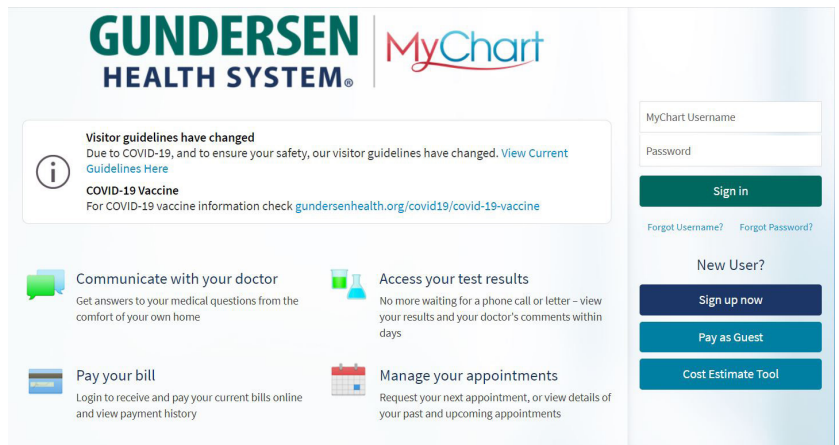 GUNDERSEN
HEALTH SYSTEM®
MyChart
Visitor guidelines have changed
Due to COVID-19, and to ensure your safety, our visitor guidelines have changed. View Current
Guidelines Here
COVID-19 Vaccine
For COVID-19 vaccine information check gundersenhealth.org/covid19/covid-19-vaccine
Communicate with your doctor
Get answers to your medical questions from the
comfort of your own home
Access your test results
No more waiting for a phone call or letter – view
your results and your doctor's comments within
days
Pay your bill
Login to receive and pay your current bills online
and view payment history
Manage your appointments
Request your next appointment, or view details of
your past and upcoming appointments
MyChart Username
Password
Sign in
Forgot Username? Forgot Password?
New User?
Sign up now
Pay as Guest
Cost Estimate Tool